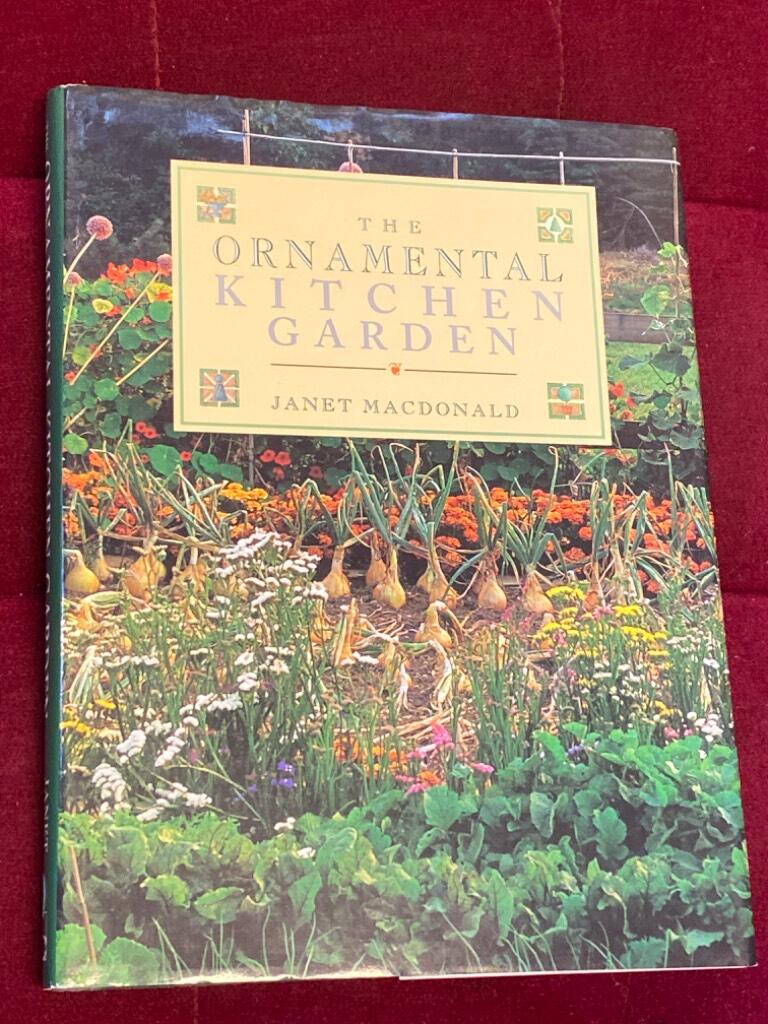 THE
ORNAMENTAL
KITCHEN
GARDEN
JANET MACDONALD